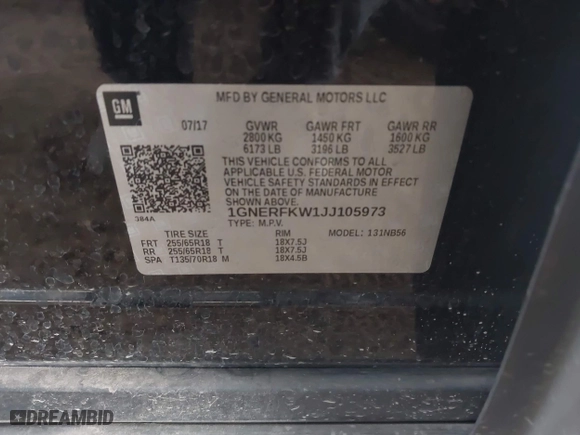 GM
MFD BY GENERAL MOTORS LLC
07/17 GVWR GAWR FRT GAWR RR
2800 KG 1450 KG 1600 KG
6173 LB 3196 LB 3527 LB
THIS VEHICLE CONFORMS TO ALL
APPLICABLE U.S. FEDERAL MOTOR
VEHICLE SAFETY STANDARDS IN EFFECT
ON THE DATE OF MANUFACTURE
SHOWN ABOVE.
1GNERFKW1JJ105973
TYPE: M.P.V.
384A
TIRE SIZE RIM MODEL: 131NB56
FRT 255/65R18 T 18X7.5J
RR 255/65R18 T 18X7.5J
SPA T135/70R18 M 18X4.5B
DREAMBID